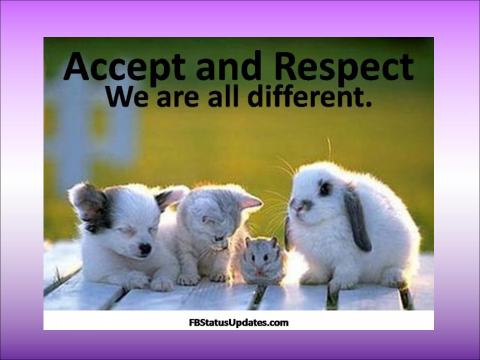 Accept and Respect
We are all different.
FBStatusUpdates.com